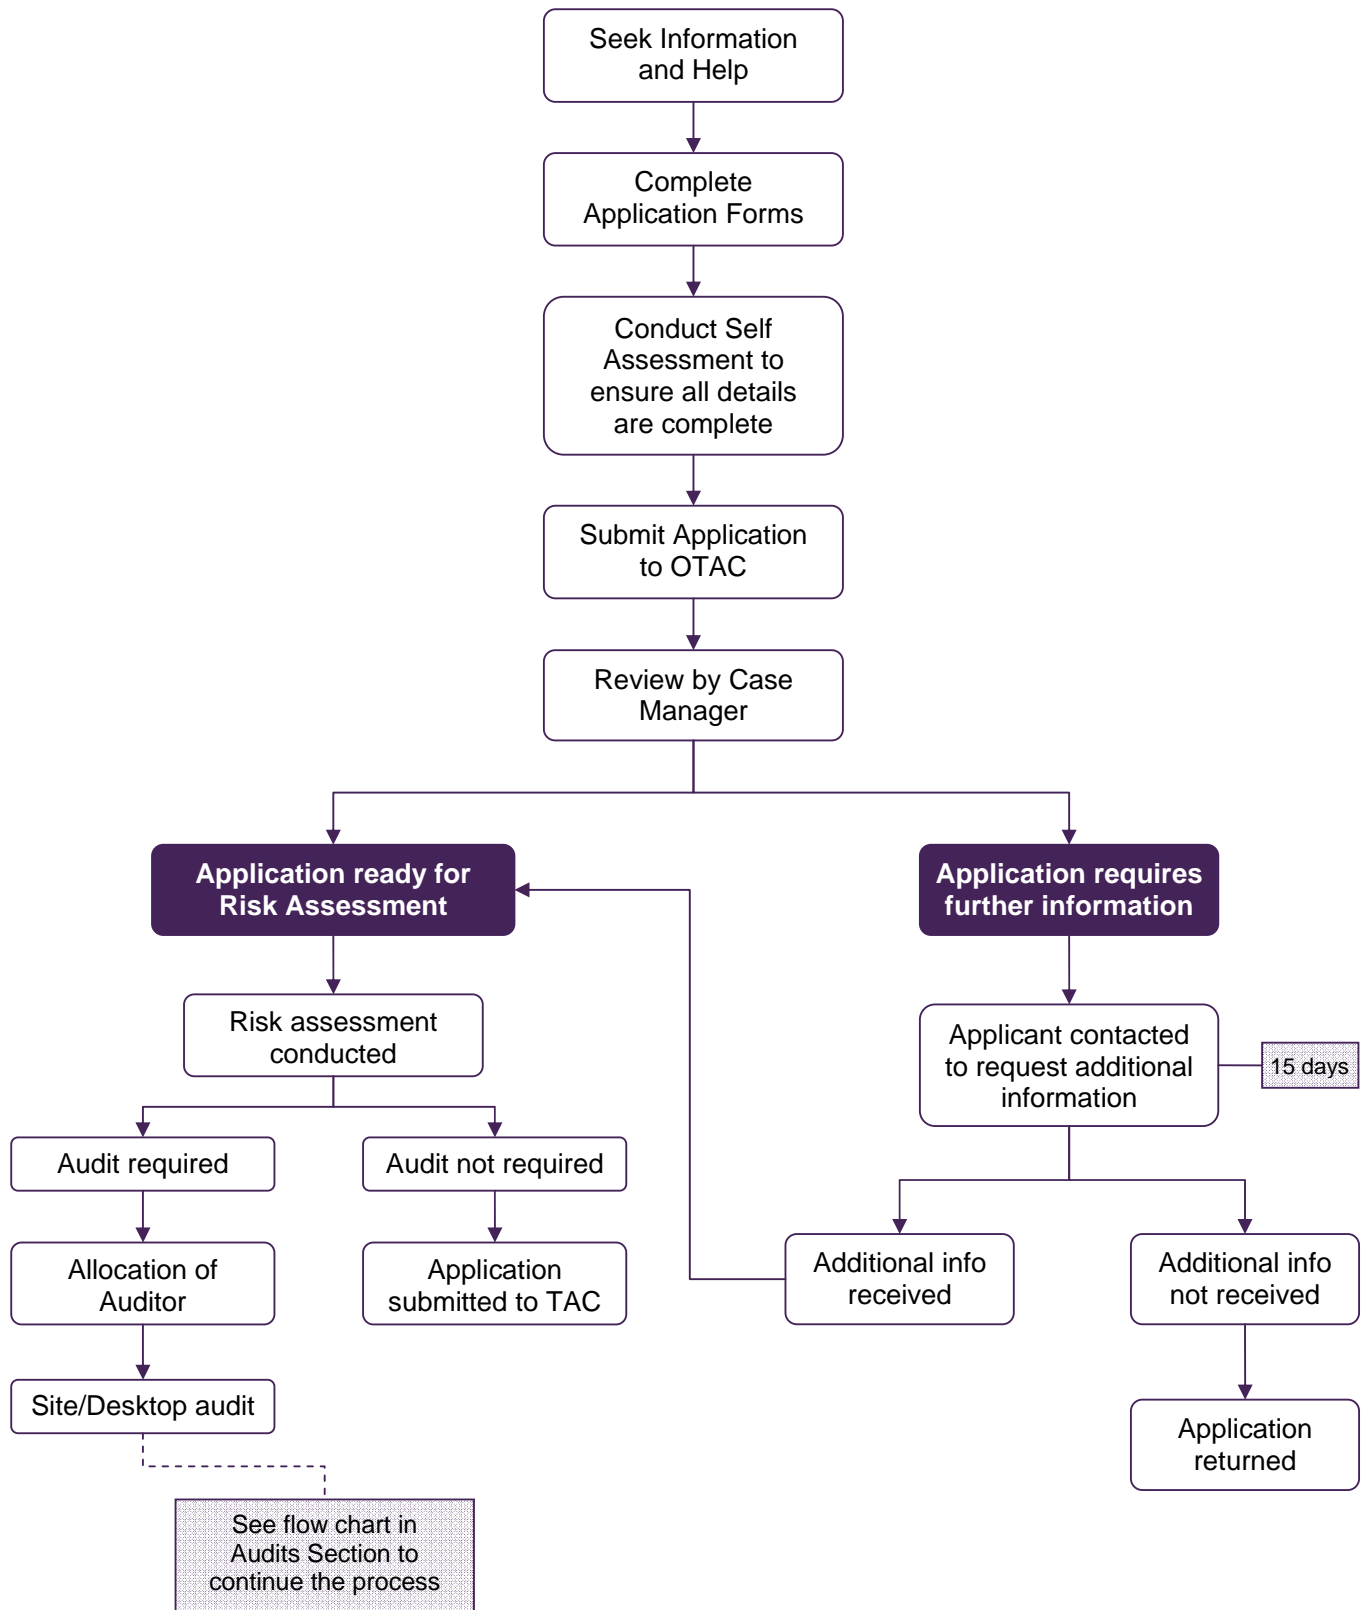 Seek Information
and Help
Complete
Application Forms
Conduct Self
Assessment to
ensure all details
are complete
Submit Application
to OTAC
Review by Case
Manager
Application ready for
Risk Assessment
Application requires
further information
Risk assessment
conducted
Applicant contacted
to request additional
information
15 days
Audit required
Audit not required
Allocation of
Auditor
Application
submitted to TAC
Additional info
received
Additional info
not received
Site/Desktop audit
Application
returned
See flow chart in
Audits Section to
continue the process